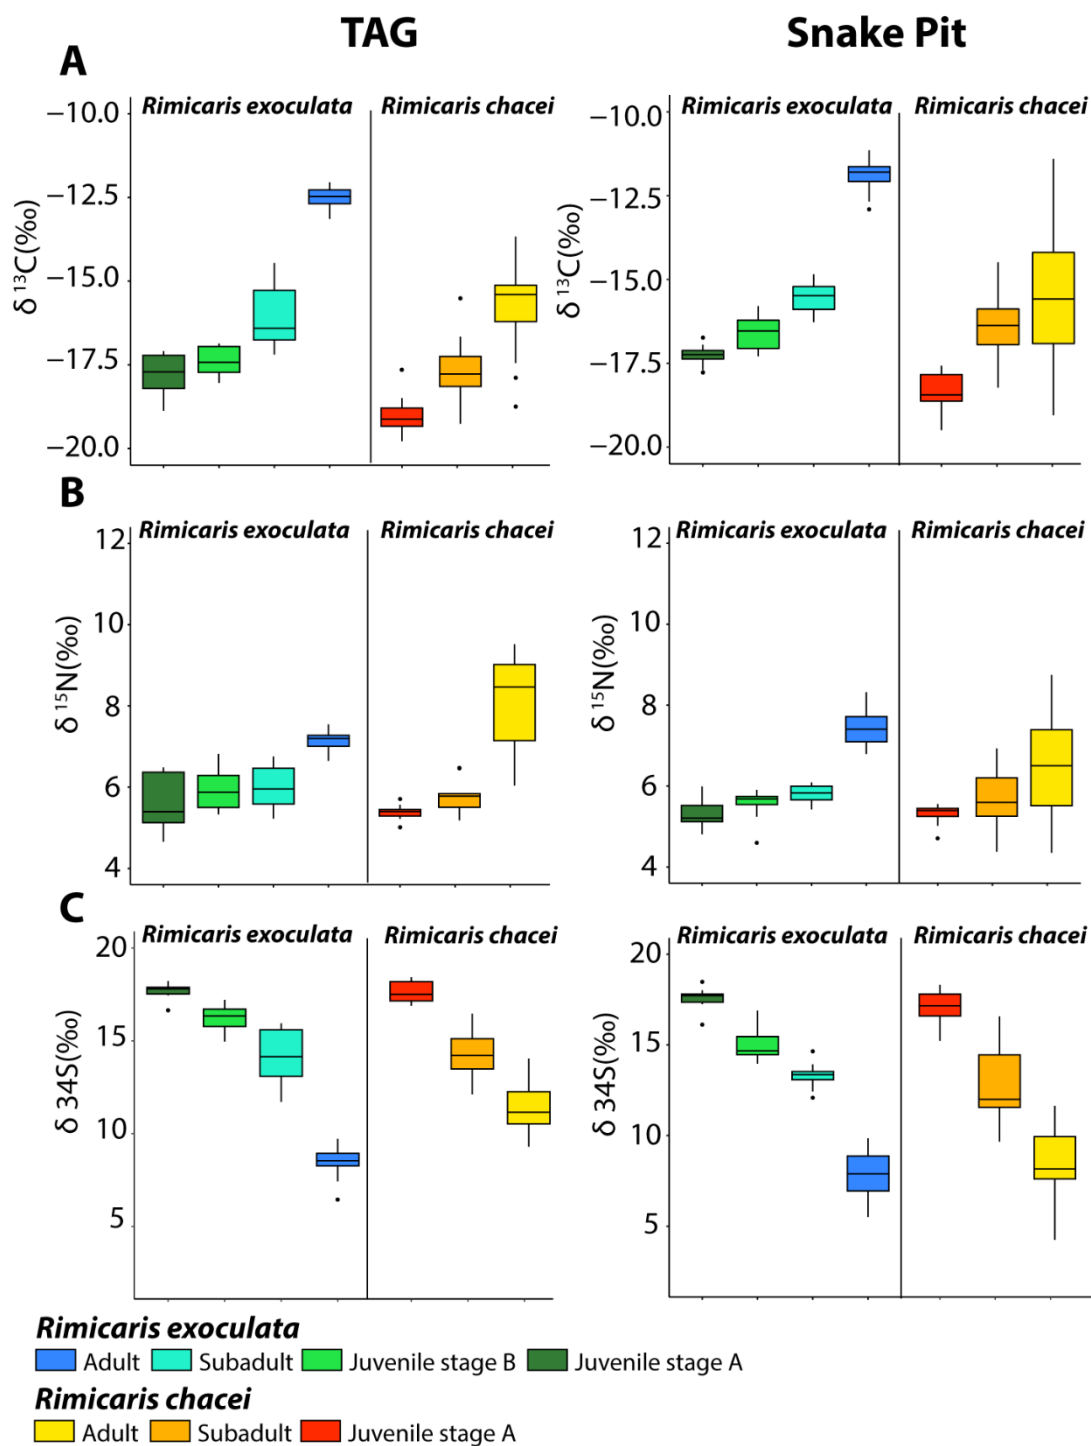 TAG
Snake Pit
A
Rimicaris exoculata
Rimicaris chacei
Rimicaris exoculata
Rimicaris chacei
δ ¹³C(‰)
−10.0
−12.5
−15.0
−17.5
−20.0
δ ¹³C(‰)
−10.0
−12.5
−15.0
−17.5
−20.0
B
Rimicaris exoculata
Rimicaris chacei
Rimicaris exoculata
Rimicaris chacei
δ ¹⁵N(‰)
12
10
8
6
4
δ ¹⁵N(‰)
12
10
8
6
4
C
Rimicaris exoculata
Rimicaris chacei
Rimicaris exoculata
Rimicaris chacei
δ 34S(‰)
20
15
10
5
δ 34S(‰)
20
15
10
5
Rimicaris exoculata
Adult Subadult Juvenile stage B Juvenile stage A
Rimicaris chacei
Adult Subadult Juvenile stage A